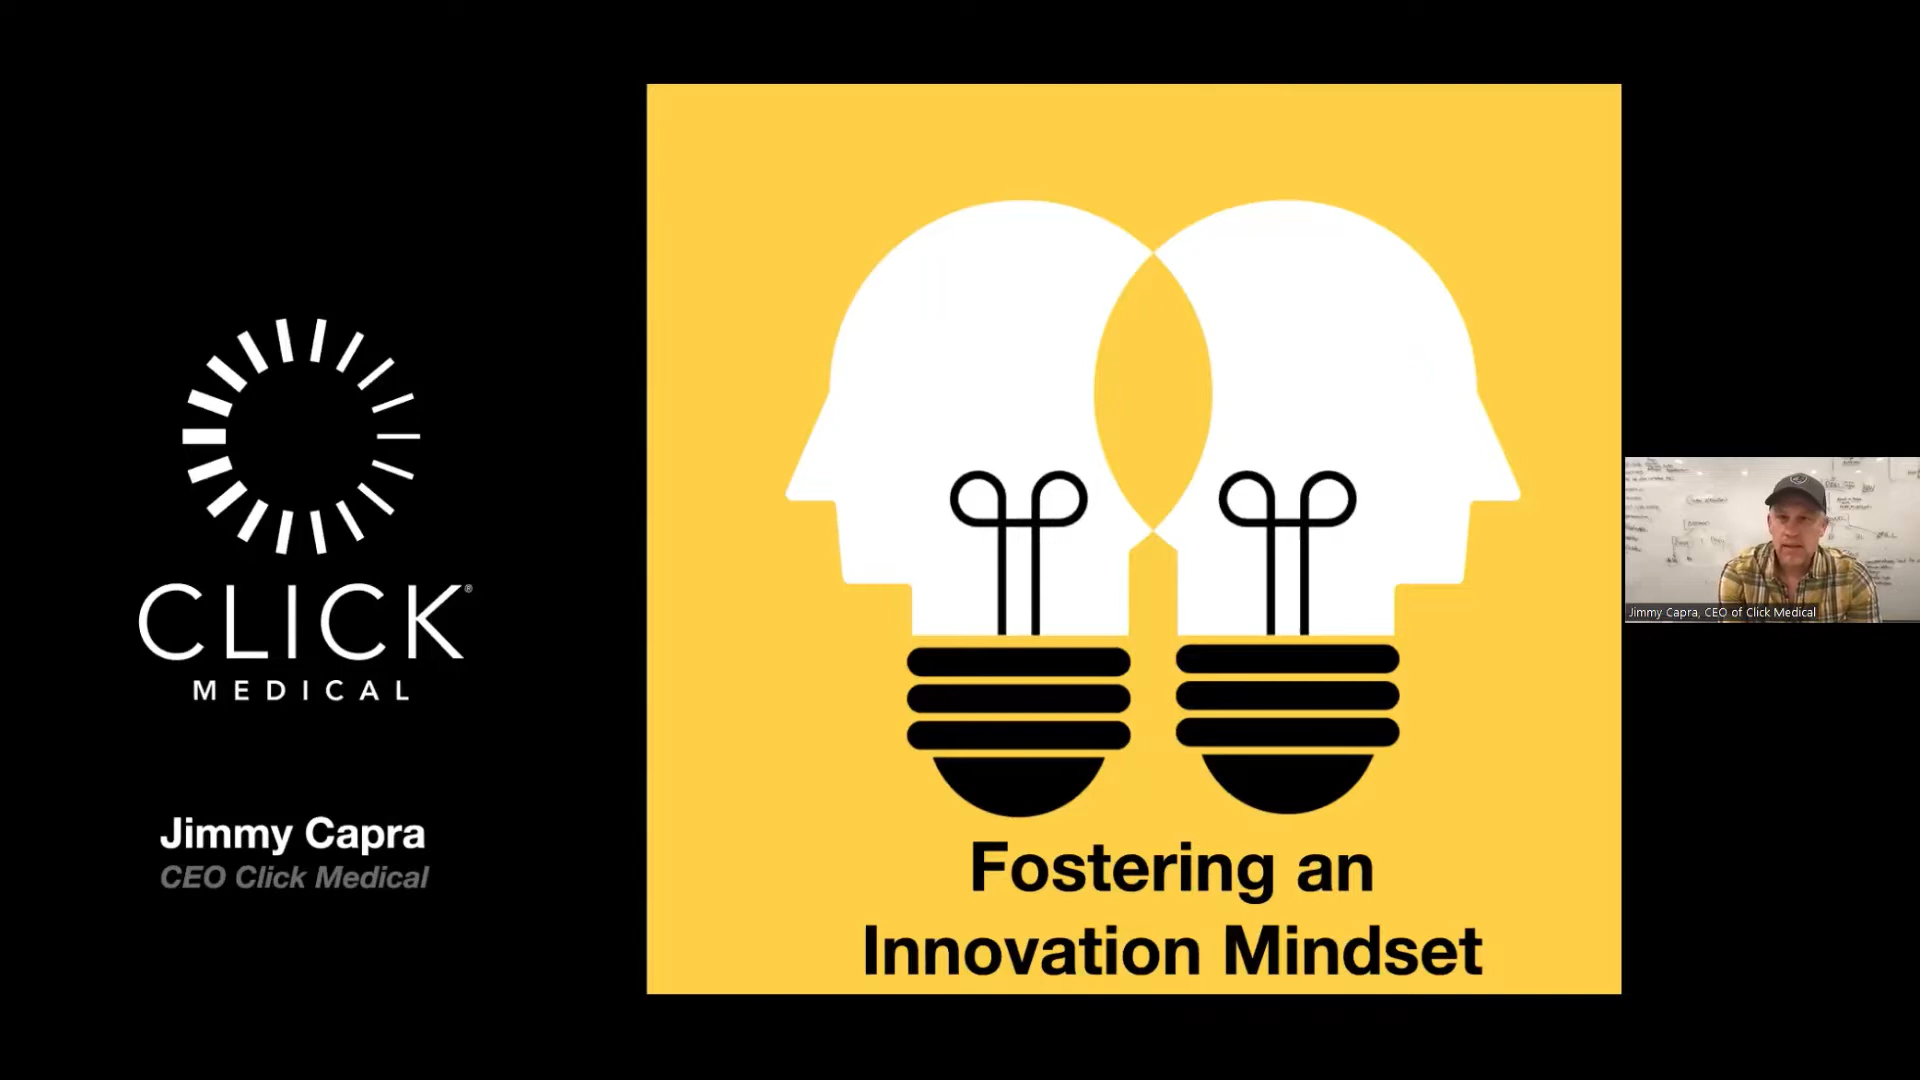 CLICK®
MEDICAL
Jimmy Capra
CEO Click Medical
Fostering an
Innovation Mindset
Jimmy Capra, CEO of Click Medical